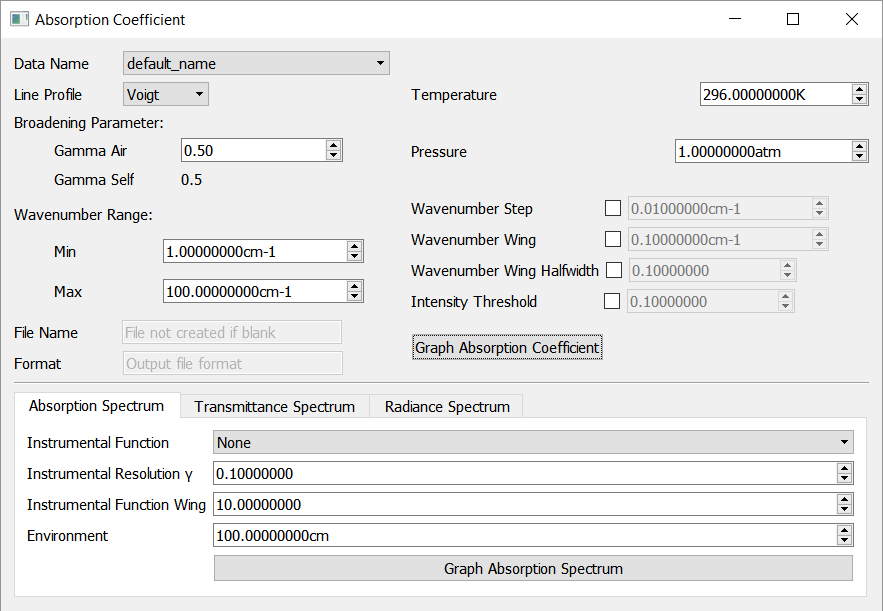 Absorption Coefficient
Data Name default_name
Line Profile Voigt
Temperature 296.00000000K
Broadening Parameter:
Gamma Air 0.50
Pressure 1.00000000atm
Gamma Self 0.5
Wavenumber Range:
Wavenumber Step 0.01000000cm-1
Min 1.00000000cm-1
Wavenumber Wing 0.10000000cm-1
Wavenumber Wing Halfwidth 0.10000000
Max 100.00000000cm-1
Intensity Threshold 0.10000000
File Name File not created if blank
Graph Absorption Coefficient
Format Output file format
Absorption Spectrum Transmittance Spectrum Radiance Spectrum
Instrumental Function None
Instrumental Resolution γ 0.10000000
Instrumental Function Wing 10.00000000
Environment 100.00000000cm
Graph Absorption Spectrum